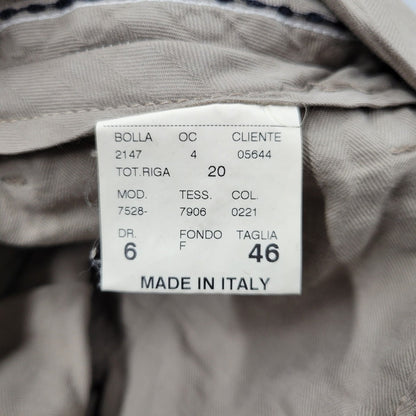 BOLLA OC CLIENTE
2147 4 05644
TOT.RIGA 20
MOD. TESS. COL.
7528- 7906 0221
DR. FONDO TAGLIA
6 F 46
MADE IN ITALY